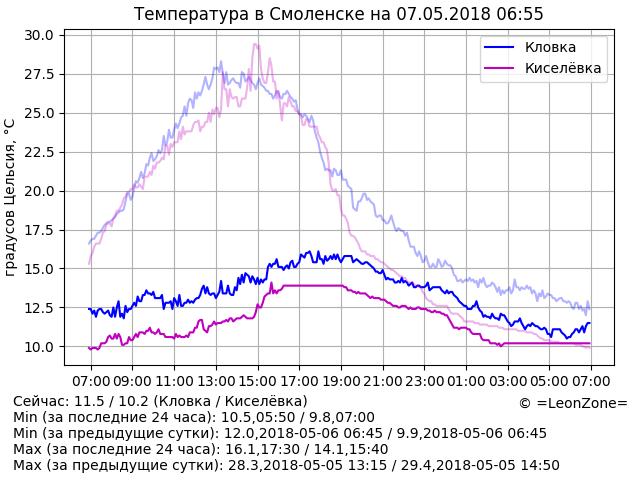 Температура в Смоленске на 07.05.2018 06:55
градусов Цельсия, °C
30.0
27.5
25.0
22.5
20.0
17.5
15.0
12.5
10.0
Кловка
Киселёвка
07:00 09:00 11:00 13:00 15:00 17:00 19:00 21:00 23:00 01:00 03:00 05:00 07:00
Сейчас: 11.5 / 10.2 (Кловка / Киселёвка)
© =LeonZone=
Min (за последние 24 часа): 10.5,05:50 / 9.8,07:00
Min (за предыдущие сутки): 12.0,2018-05-06 06:45 / 9.9,2018-05-06 06:45
Max (за последние 24 часа): 16.1,17:30 / 14.1,15:40
Max (за предыдущие сутки): 28.3,2018-05-05 13:15 / 29.4,2018-05-05 14:50